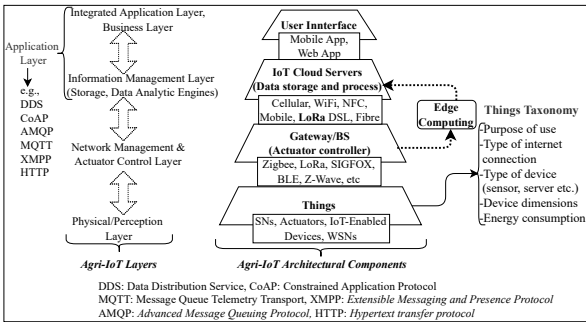 Integrated Application Layer,
Business Layer
Application
Layer
e.g.,
DDS
CoAP
AMQP
MQTT
XMPP
HTTP
Information Management Layer
(Storage, Data Analytic Engines)
Network Management &
Actuator Control Layer
Physical/Perception
Layer
Agri-IoT Layers
User Innterface
Mobile App,
Web App
IoT Cloud Servers
(Data storage and process)
Cellular, WiFi, NFC,
Mobile, LoRa DSL, Fibre
Gateway/BS
(Actuator controller)
Zigbee, LoRa, SIGFOX,
BLE, Z-Wave, etc
Things
SNs, Actuators, IoT-Enabled
Devices, WSNs
Agri-IoT Architectural Components
Edge
Computing
Things Taxonomy
-Purpose of use
-Type of internet
connection
-Type of device
(sensor, server etc.)
-Device dimensions
-Energy consumption
DDS: Data Distribution Service, CoAP: Constrained Application Protocol
MQTT: Message Queue Telemetry Transport, XMPP: Extensible Messaging and Presence Protocol
AMQP: Advanced Message Queuing Protocol, HTTP: Hypertext transfer protocol